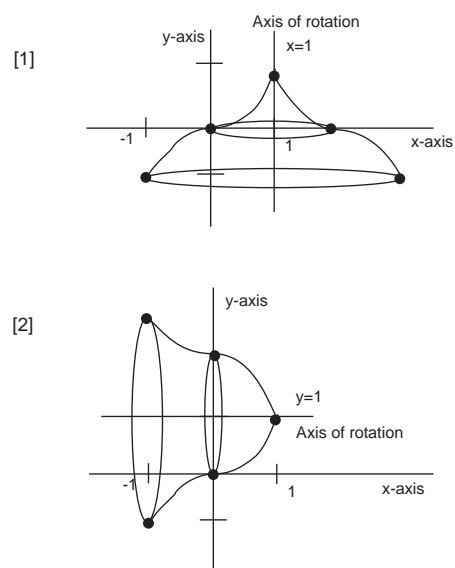 Axis of rotation
y-axis
x=1
[1]
-1
1
x-axis
[2]
y-axis
y=1
Axis of rotation
-1
1
x-axis